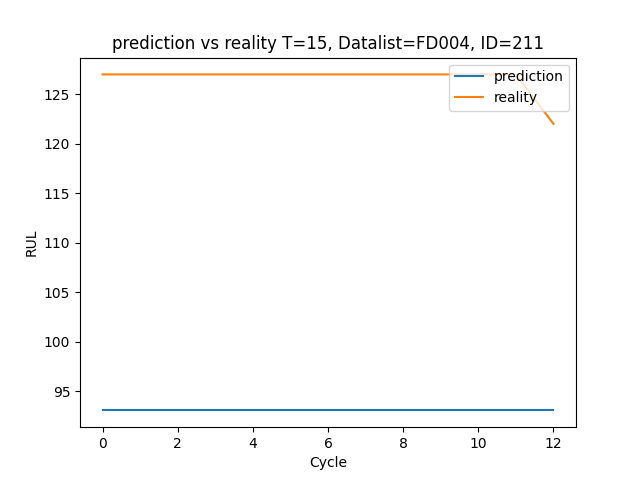 prediction vs reality T=15, Datalist=FD004, ID=211
prediction
reality
RUL
125
120
115
110
105
100
95
0 2 4 6 8 10 12
Cycle